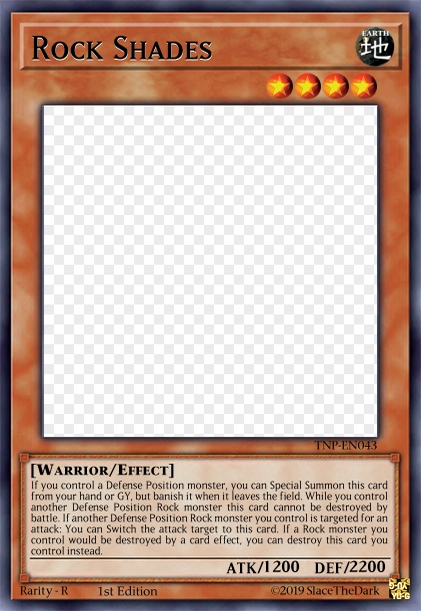 Rock Shades
EARTH
地
TNP-EN043
[Warrior/Effect]
If you control a Defense Position monster, you can Special Summon this card
from your hand or GY, but banish it when it leaves the field. While you control
another Defense Position Rock monster this card cannot be destroyed by
battle. If another Defense Position Rock monster you control is targeted for an
attack: You can Switch the attack target to this card. If a Rock monster you
control would be destroyed by a card effect, you can destroy this card you
control instead.
ATK/1200 DEF/2200
Rarity - R 1st Edition ©2019 SlaceTheDark